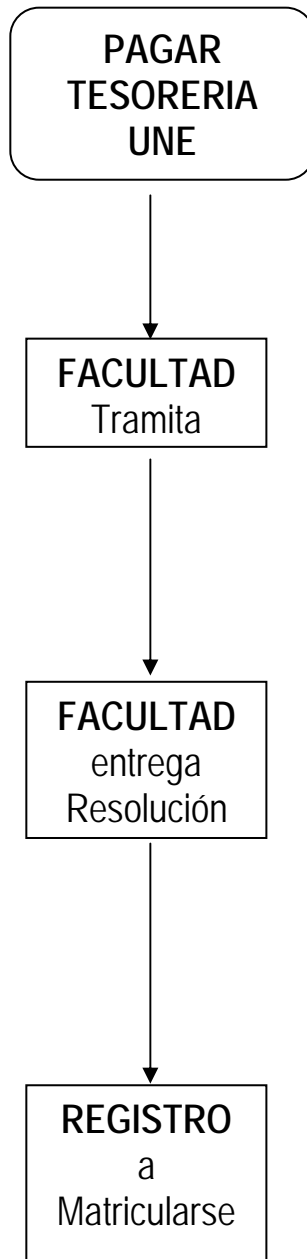 PAGAR
TESORERIA
UNE
FACULTAD
Tramita
FACULTAD
entrega
Resolución
REGISTRO
a
Matricularse